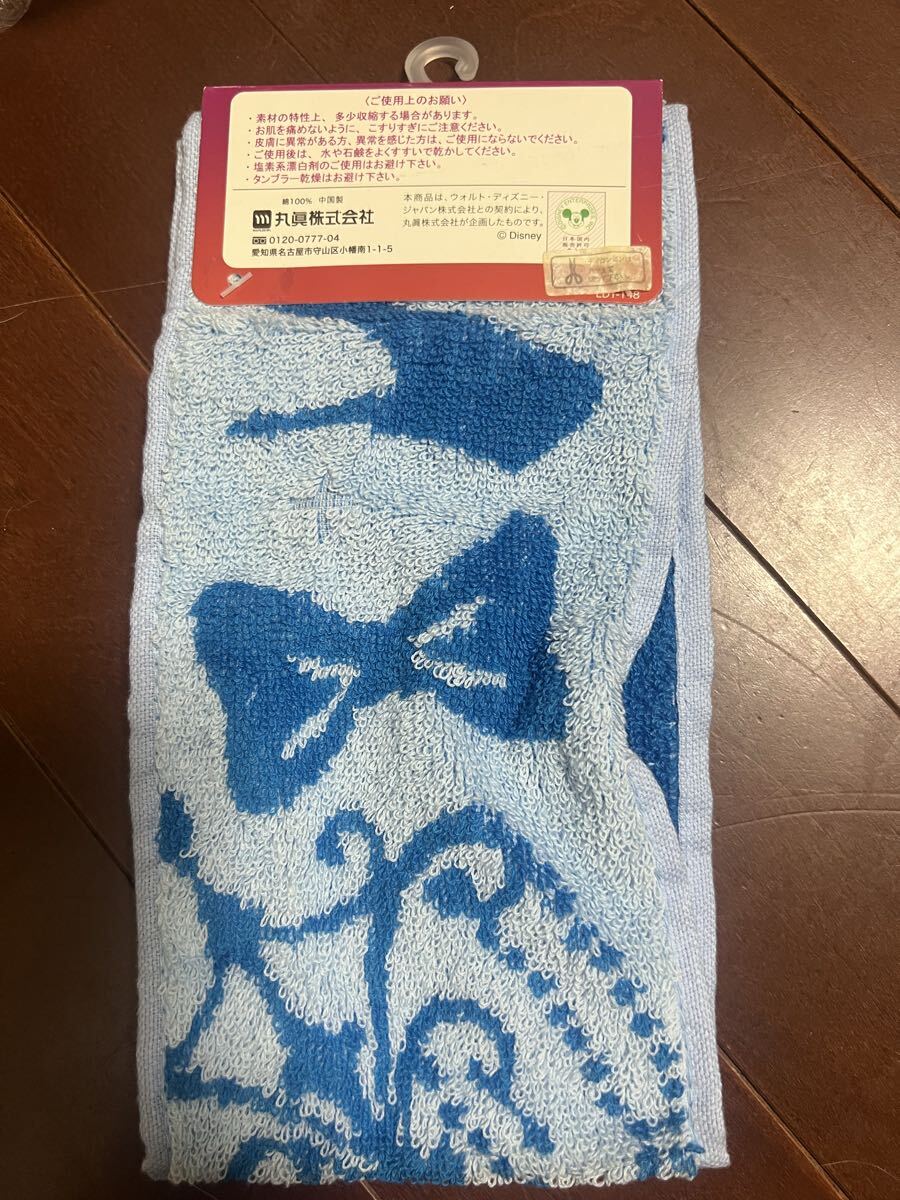 〈ご使用上のお願い〉
・素材の特性上、多少収縮する場合があります。
・お肌を痛めないように、こすりすぎにご注意ください。
・皮膚に異常がある方、異常を感じた方は、ご使用にならないでください。
・ご使用後は、水や石鹸をよくすすいで乾かしてください。
・塩素系漂白剤のご使用はお避け下さい。
・タンブラー乾燥はお避け下さい。
綿100% 中国製
丸眞株式会社
0120-0777-04
愛知県名古屋市守山区小幡南1-1-5
本商品は、ウォルト・ディズニー・
ジャパン株式会社との契約により、
丸眞株式会社が企画したものです。
© Disney
日本国内
販売許可